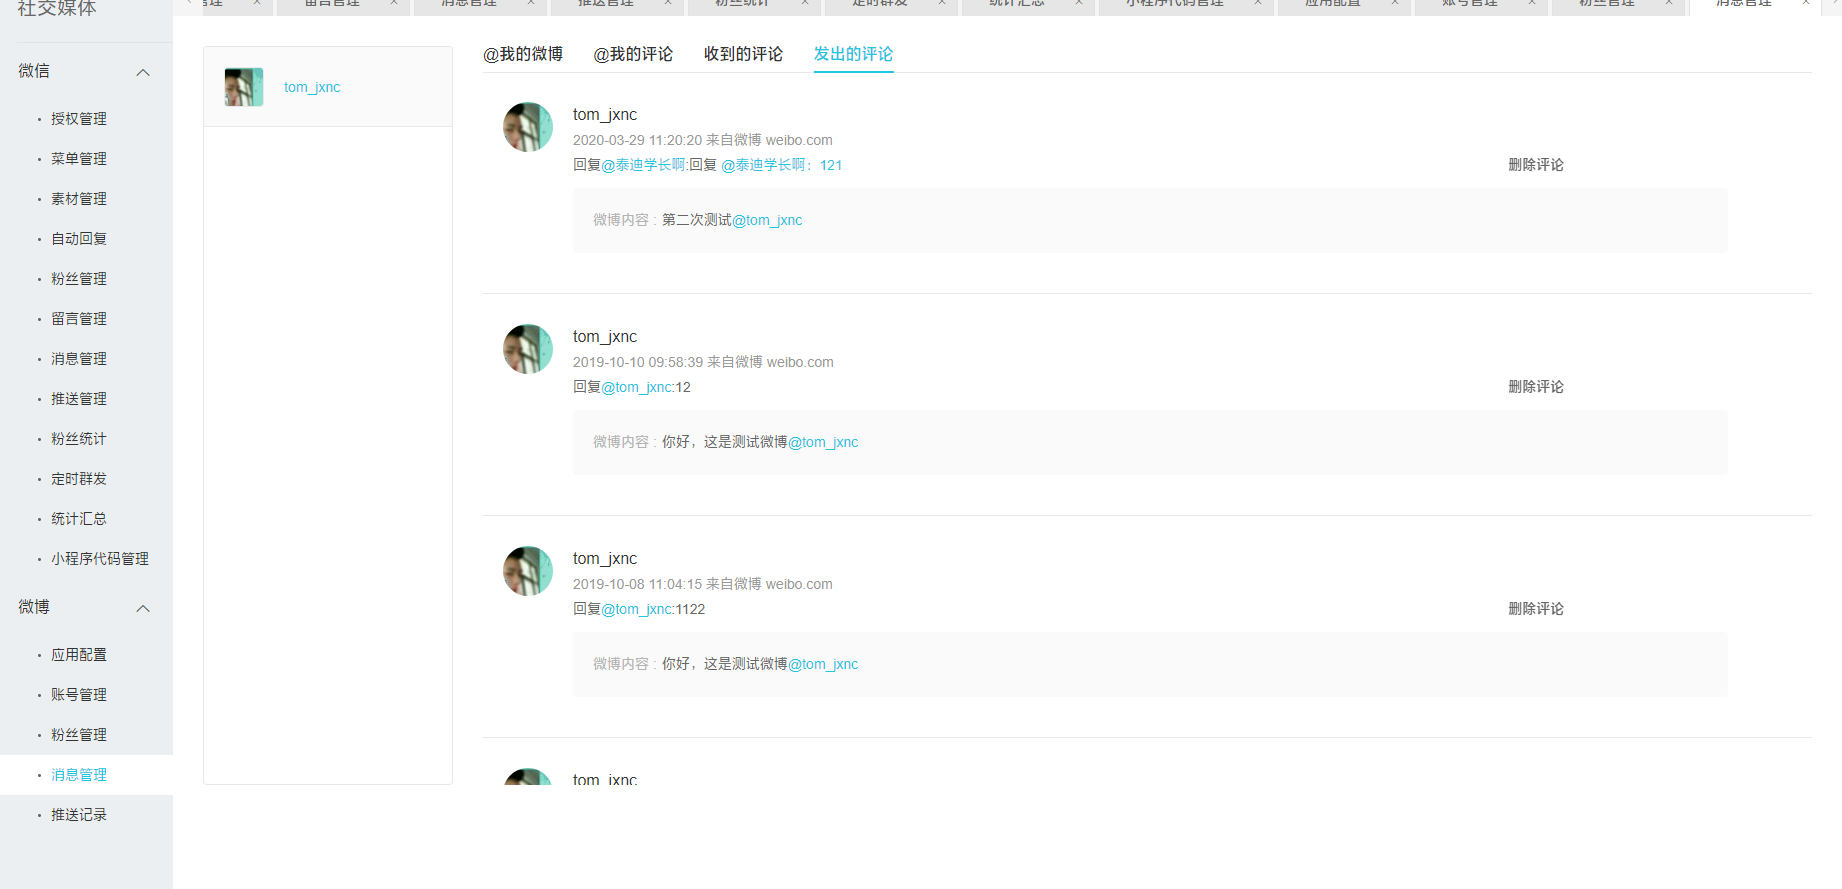 社交媒体
管理
留言管理
消息管理
推送管理
粉丝统计
定时群发
统计汇总
小程序代码管理
应用配置
账号管理
粉丝管理
消息管理
微信
授权管理
菜单管理
素材管理
自动回复
粉丝管理
留言管理
消息管理
推送管理
粉丝统计
定时群发
统计汇总
小程序代码管理
微博
应用配置
账号管理
粉丝管理
消息管理
推送记录
tom_jxnc
@我的微博 @我的评论 收到的评论 发出的评论
tom_jxnc
2020-03-29 11:20:20 来自微博 weibo.com
回复@泰迪学长啊:回复 @泰迪学长啊：121
删除评论
微博内容 : 第二次测试@tom_jxnc
tom_jxnc
2019-10-10 09:58:39 来自微博 weibo.com
回复@tom_jxnc:12
删除评论
微博内容 : 你好，这是测试微博@tom_jxnc
tom_jxnc
2019-10-08 11:04:15 来自微博 weibo.com
回复@tom_jxnc:1122
删除评论
微博内容 : 你好，这是测试微博@tom_jxnc
tom_jxnc